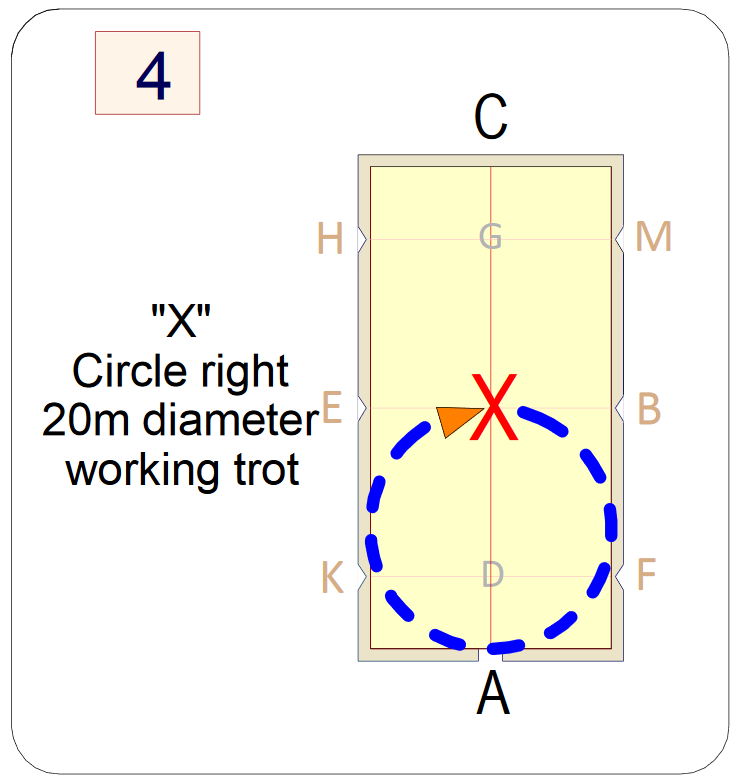 4
C
H G M
"X"
Circle right
20m diameter
working trot
E X B
K D F
A